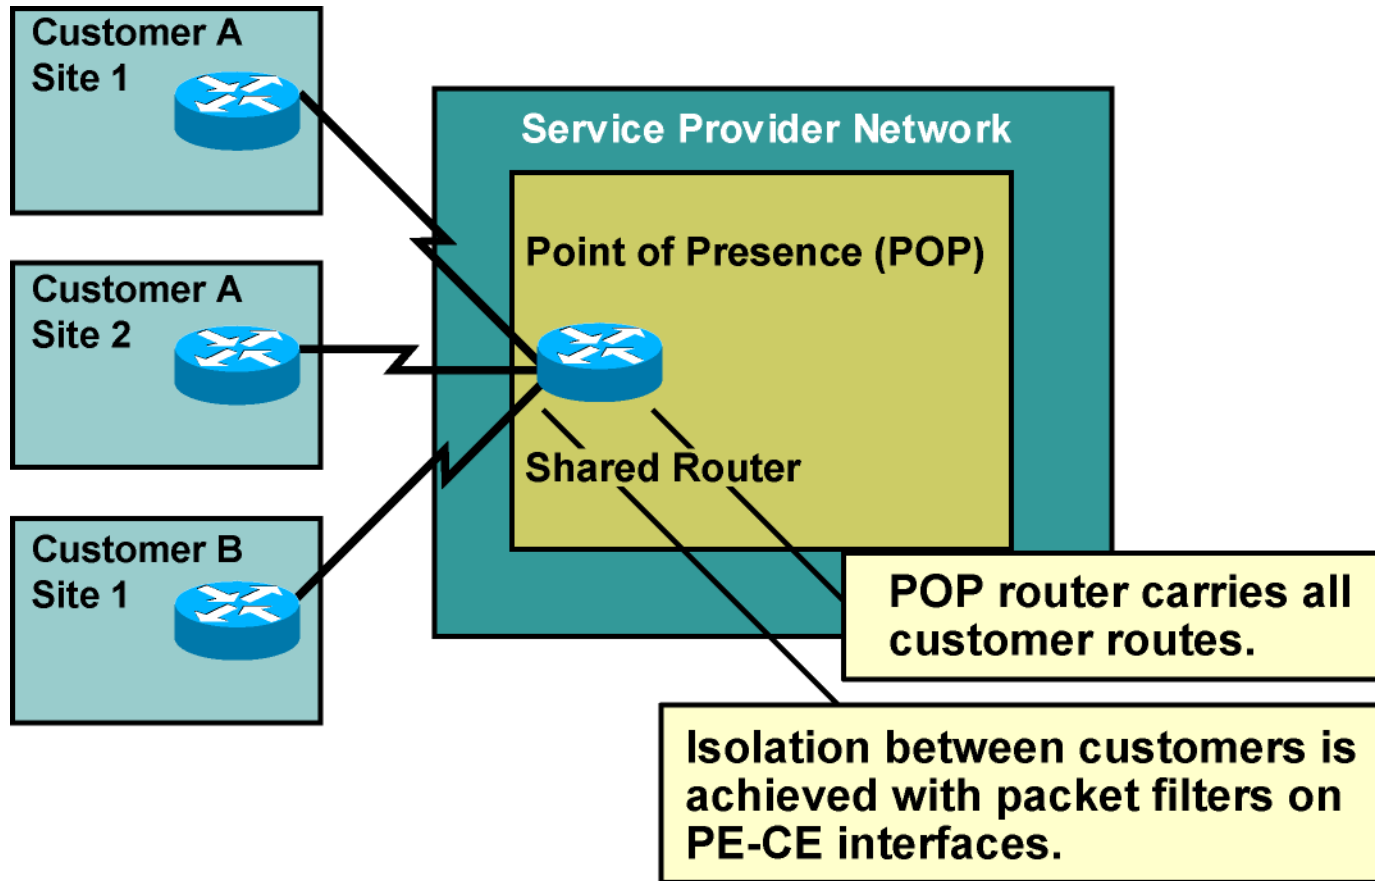 Customer A
Site 1
Service Provider Network
Point of Presence (POP)
Customer A
Site 2
Shared Router
Customer B
Site 1
POP router carries all
customer routes.
Isolation between customers is
achieved with packet filters on
PE-CE interfaces.